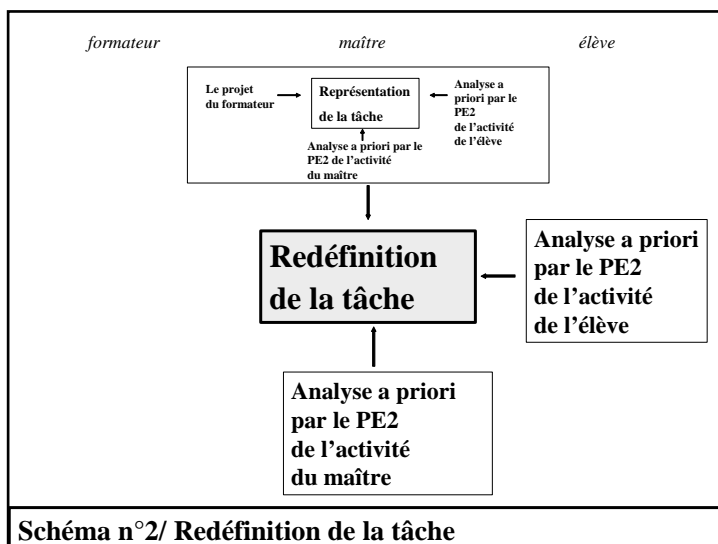 formateur maître élève
Le projet
du formateur
Représentation
de la tâche
Analyse a
priori par le
PE2
de l’activité
de l’élève
Analyse a priori par le
PE2 de l’activité
du maître
Redéfinition
de la tâche
Analyse a priori
par le PE2
de l’activité
de l’élève
Analyse a priori
par le PE2
de l’activité
du maître
Schéma n°2/ Redéfinition de la tâche